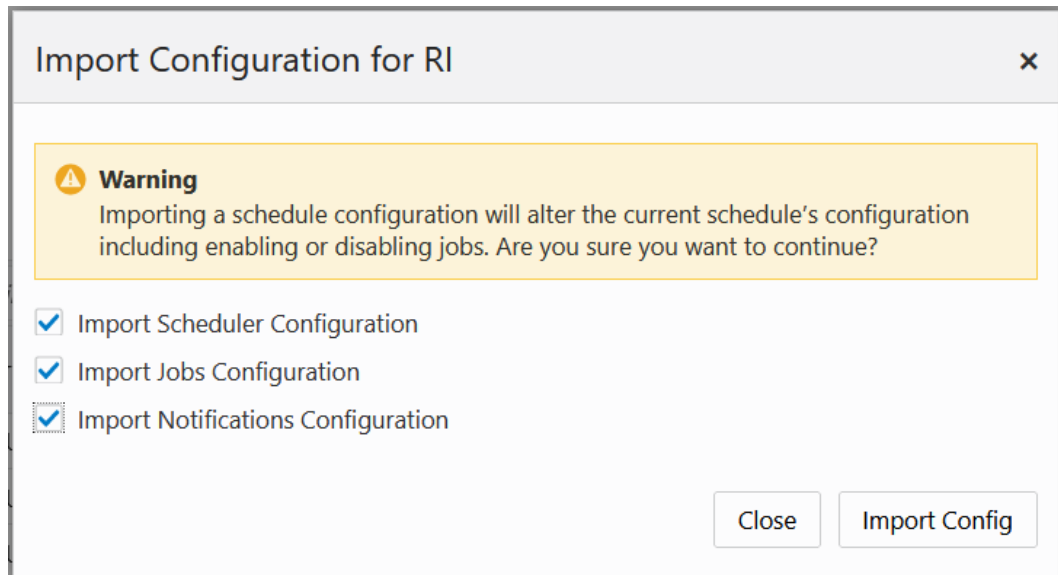 Import Configuration for RI
Warning
Importing a schedule configuration will alter the current schedule's configuration
including enabling or disabling jobs. Are you sure you want to continue?
Import Scheduler Configuration
Import Jobs Configuration
Import Notifications Configuration
Close
Import Config